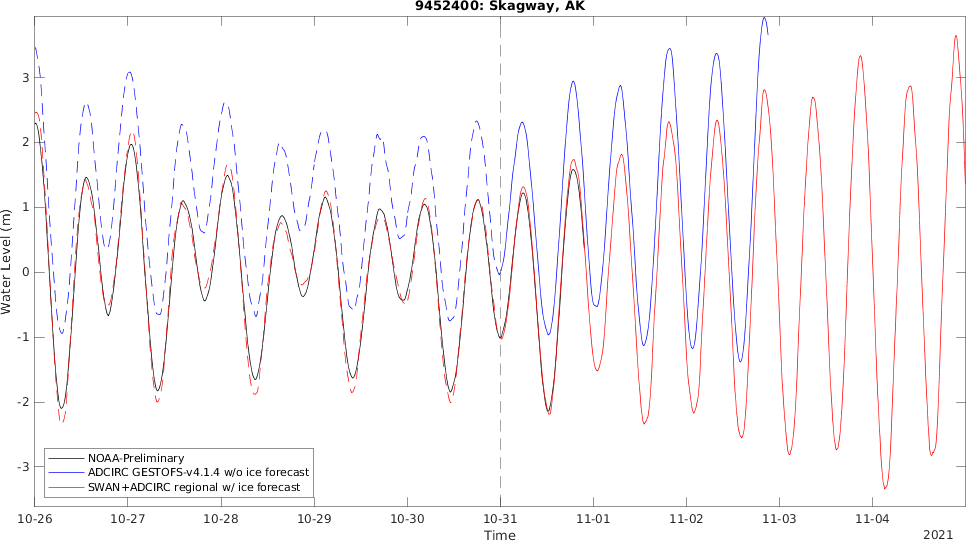 9452400: Skagway, AK
Water Level (m)
3
2
1
0
-1
-2
-3
NOAA-Preliminary
ADCIRC GESTOFS-v4.1.4 w/o ice forecast
SWAN+ADCIRC regional w/ ice forecast
10-26 10-27 10-28 10-29 10-30 10-31 11-01 11-02 11-03 11-04
Time
2021